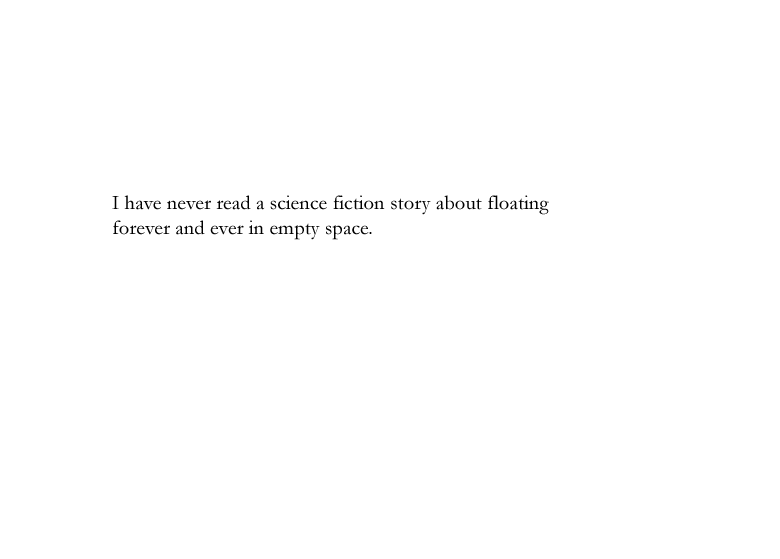 I have never read a science fiction story about floating
forever and ever in empty space.